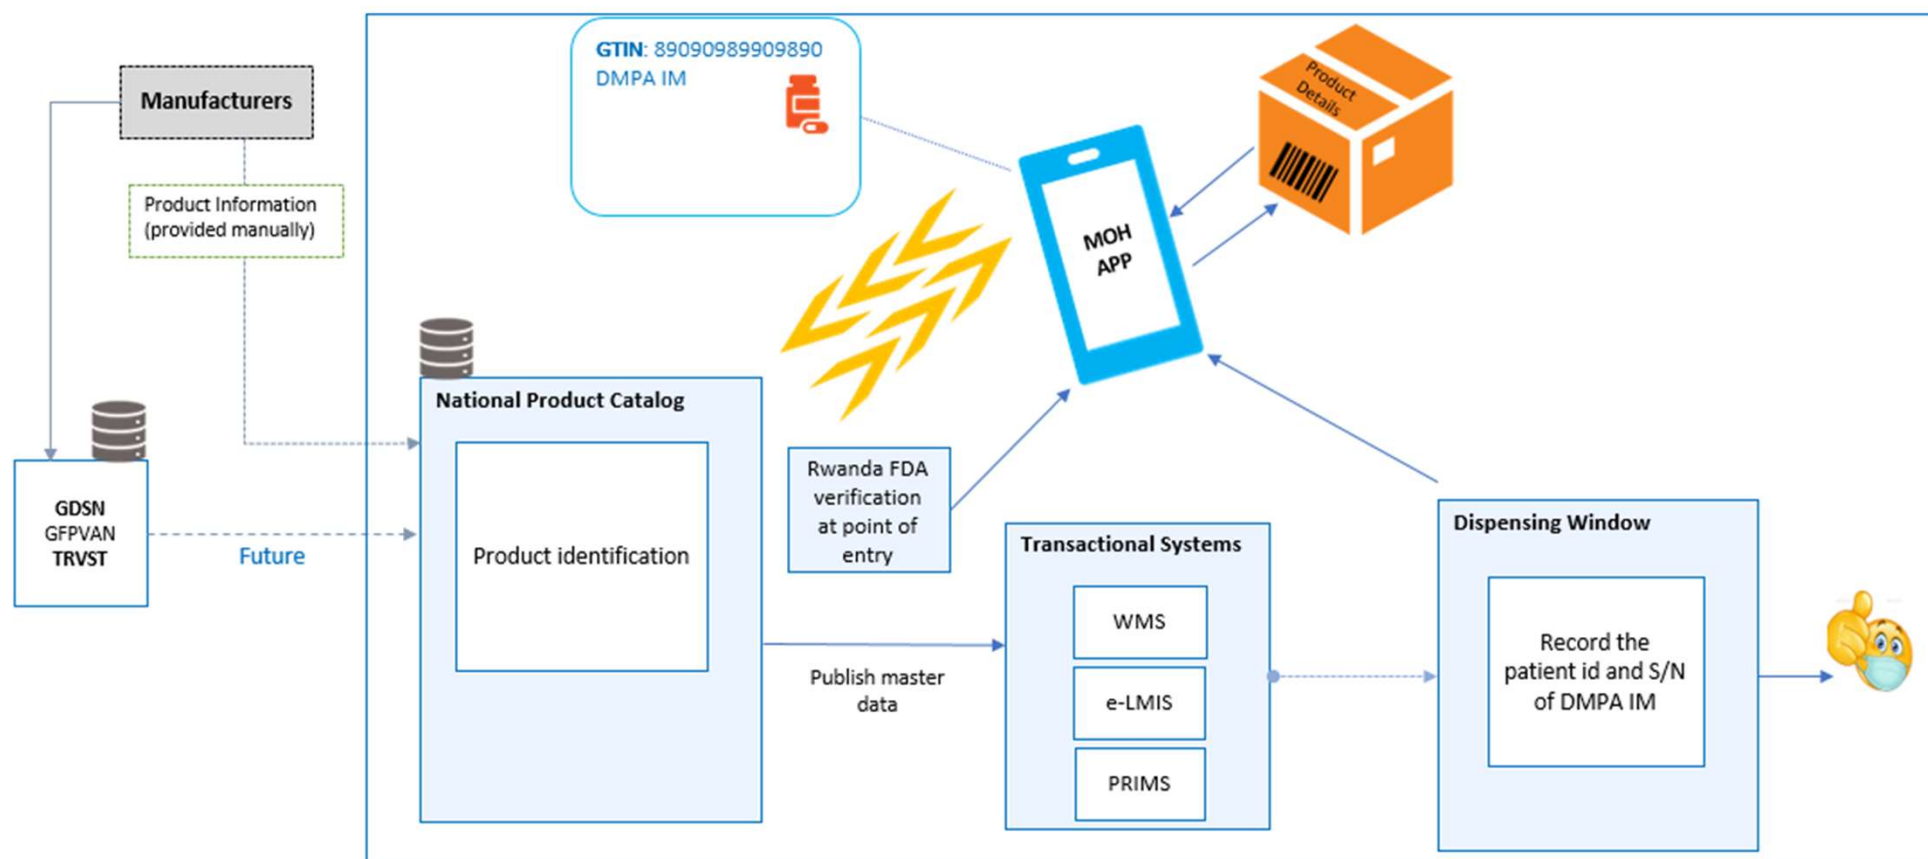 GTIN: 89090989909890
DMPA IM
Product
Details
Manufacturers
Product Information
(provided manually)
MOH
APP
National Product Catalog
Product identification
GDSN
GFPVAN
TRVST
Future
Rwanda FDA
verification
at point of
entry
Publish master
data
Transactional Systems
WMS
e-LMIS
PRIMS
Dispensing Window
Record the
patient id and S/N
of DMPA IM